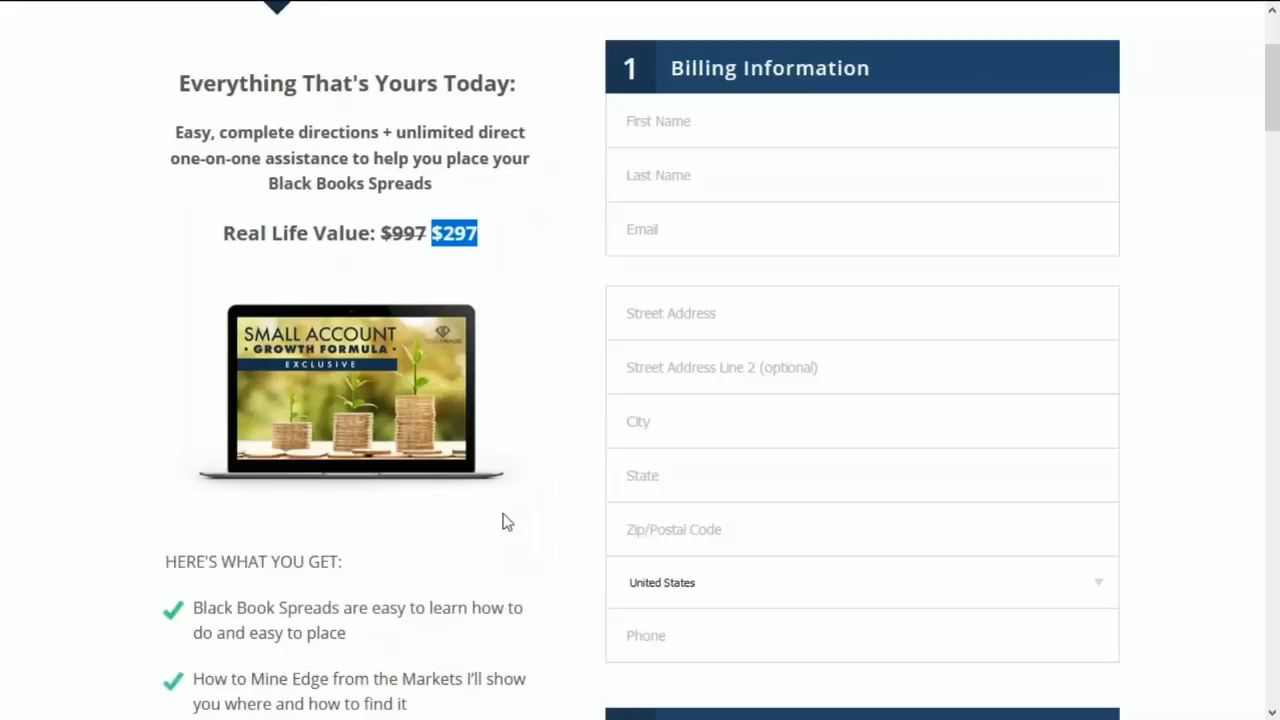 Everything That's Yours Today:
Easy, complete directions + unlimited direct
one-on-one assistance to help you place your
Black Books Spreads
Real Life Value: $997 $297
SMALL ACCOUNT
• GROWTH FORMULA •
EXCLUSIVE
HERE'S WHAT YOU GET:
Black Book Spreads are easy to learn how to
do and easy to place
How to Mine Edge from the Markets I'll show
you where and how to find it
1 Billing Information
First Name
Last Name
Email
Street Address
Street Address Line 2 (optional)
City
State
Zip/Postal Code
United States
Phone